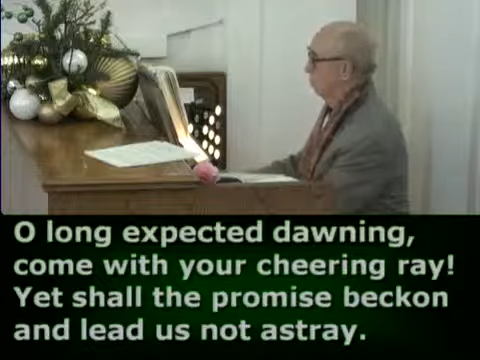 O long expected dawning,
come with your cheering ray!
Yet shall the promise beckon
and lead us not astray.